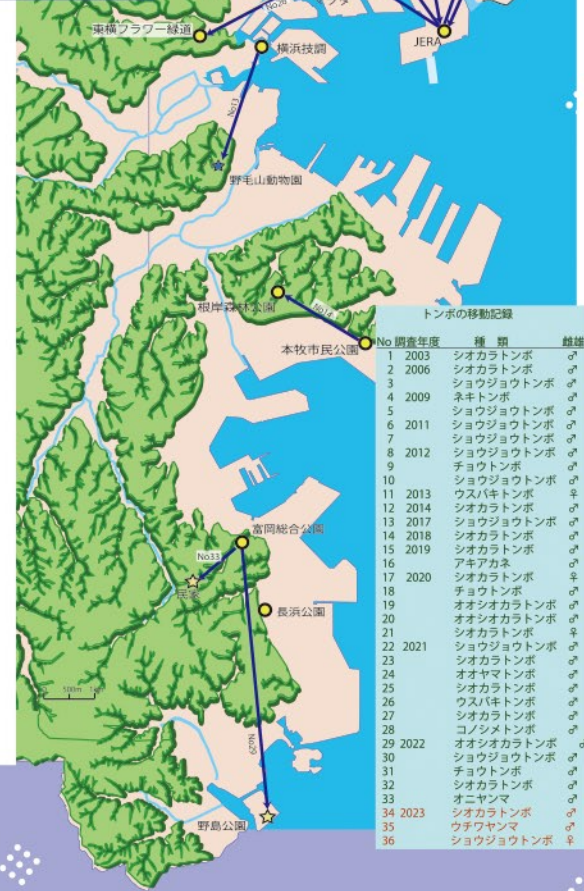 東横フラワー緑道
JERA
横浜技調
No13
野毛山動物園
根岸森林公園
No14
本牧市民公園
富岡総合公園
No33
民家
長浜公園
500m 1km
No29
野島公園
トンボの移動記録
No 調査年度 種 類 雌雄
1 2003 シオカラトンボ ♂
2 2006 シオカラトンボ ♂
3 ショウジョウトンボ ♂
4 2009 ネキトンボ ♂
5 ショウジョウトンボ ♂
6 2011 ショウジョウトンボ ♂
7 ショウジョウトンボ ♂
8 2012 ショウジョウトンボ ♂
9 チョウトンボ ♂
10 ショウジョウトンボ ♂
11 2013 ウスバキトンボ ♀
12 2014 シオカラトンボ ♂
13 2017 ショウジョウトンボ ♂
14 2018 シオカラトンボ ♂
15 2019 シオカラトンボ ♂
16 アキアカネ ♂
17 2020 シオカラトンボ ♀
18 チョウトンボ ♂
19 オオシオカラトンボ ♂
20 オオシオカラトンボ ♂
21 シオカラトンボ ♀
22 2021 ショウジョウトンボ ♂
23 シオカラトンボ ♂
24 オオヤマトンボ ♂
25 シオカラトンボ ♂
26 ウスバキトンボ ♂
27 シオカラトンボ ♂
28 コノシメトンボ ♂
29 2022 オオシオカラトンボ ♂
30 ショウジョウトンボ ♂
31 チョウトンボ ♂
32 シオカラトンボ ♂
33 オニヤンマ ♂
34 2023 シオカラトンボ ♂
35 ウチワヤンマ ♂
36 ショウジョウトンボ ♀